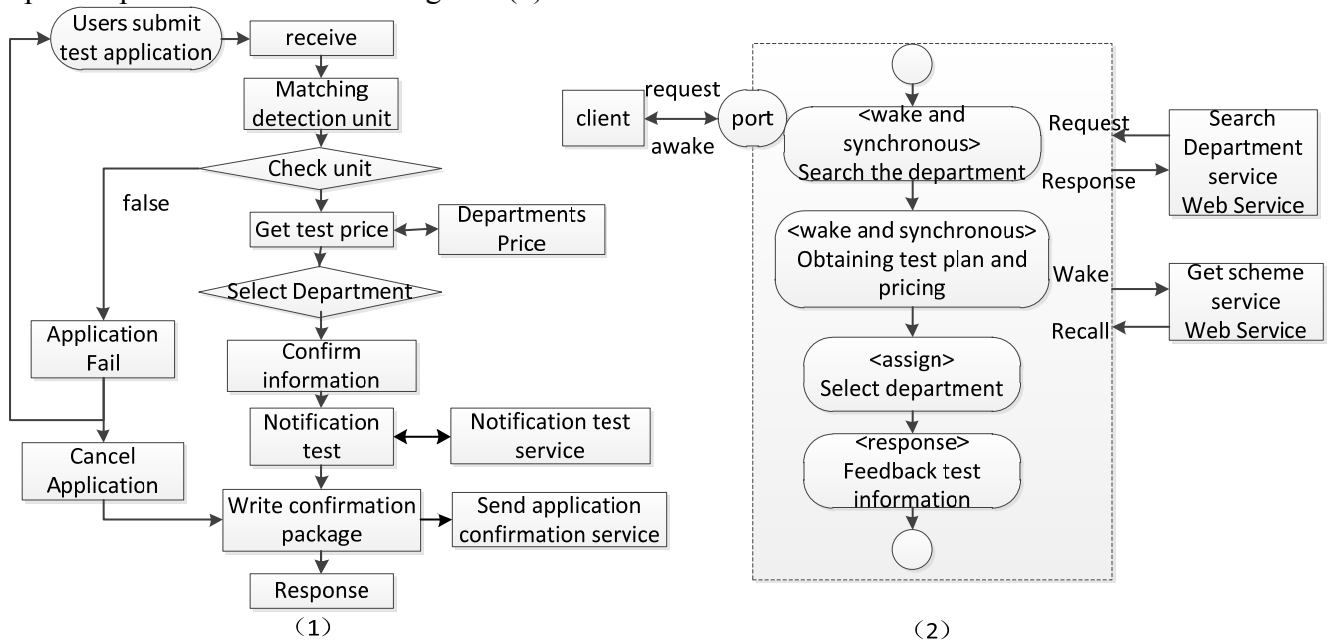 Users submit
test application
receive
Matching
detection unit
Check unit
false
Get test price
Departments
Price
Select Department
Application
Fail
Confirm
information
Notification
test
Notification test
service
Cancel
Application
Write confirmation
package
Send application
confirmation service
Response
(1)
client
request
awake
port
<wake and
synchronous>
Search the department
Request
Response
Search
Department
service
Web Service
<wake and synchronous>
Obtaining test plan and
pricing
Wake
Recall
Get scheme
service
Web Service
<assign>
Select department
<response>
Feedback test
information
(2)